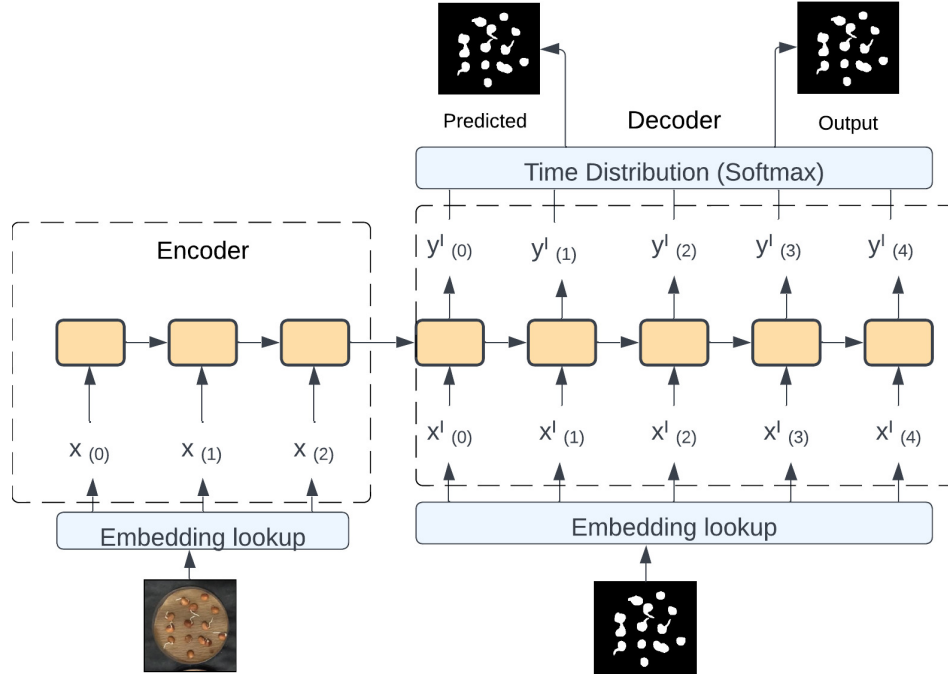 Predicted
Decoder
Output
Time Distribution (Softmax)
Encoder
yᴵ (0)
yᴵ (1)
yᴵ (2)
yᴵ (3)
yᴵ (4)
x (0)
x (1)
x (2)
xᴵ (0)
xᴵ (1)
xᴵ (2)
xᴵ (3)
xᴵ (4)
Embedding lookup
Embedding lookup